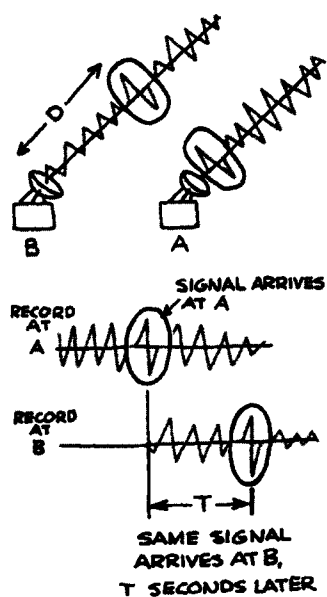 D
B
A
SIGNAL ARRIVES
AT A
RECORD
AT
A
RECORD
AT
B
T
SAME SIGNAL
ARRIVES AT B,
T SECONDS LATER